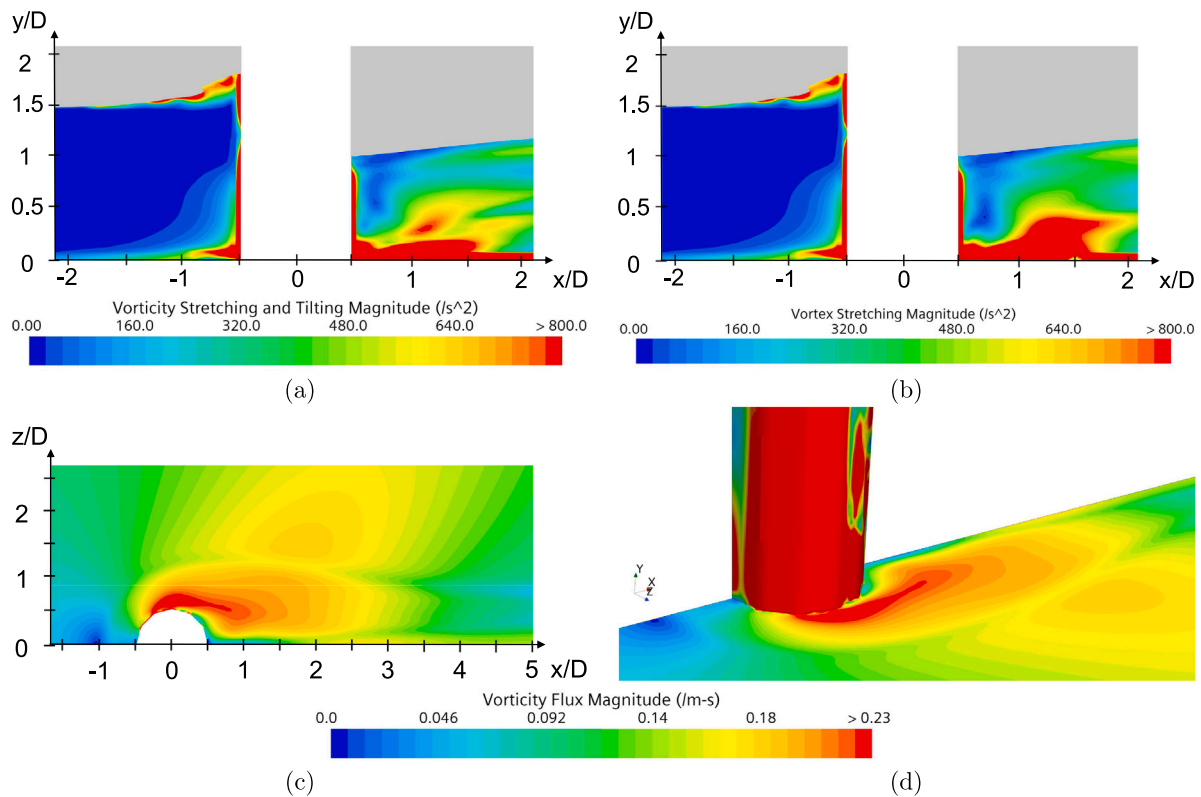 y/D
2
1.5
1
0.5
0
-2 -1 0 1 2
x/D
Vorticity Stretching and Tilting Magnitude (/s^2)
0.00 160.0 320.0 480.0 640.0 > 800.0
(a)
y/D
2
1.5
1
0.5
0
-2 -1 0 1 2
x/D
Vortex Stretching Magnitude (/s^2)
0.00 160.0 320.0 480.0 640.0 > 800.0
(b)
z/D
2
1
0
-1 0 1 2 3 4 5
x/D
Y
X
Z
Vorticity Flux Magnitude (/m-s)
0.0 0.046 0.092 0.14 0.18 > 0.23
(c) (d)